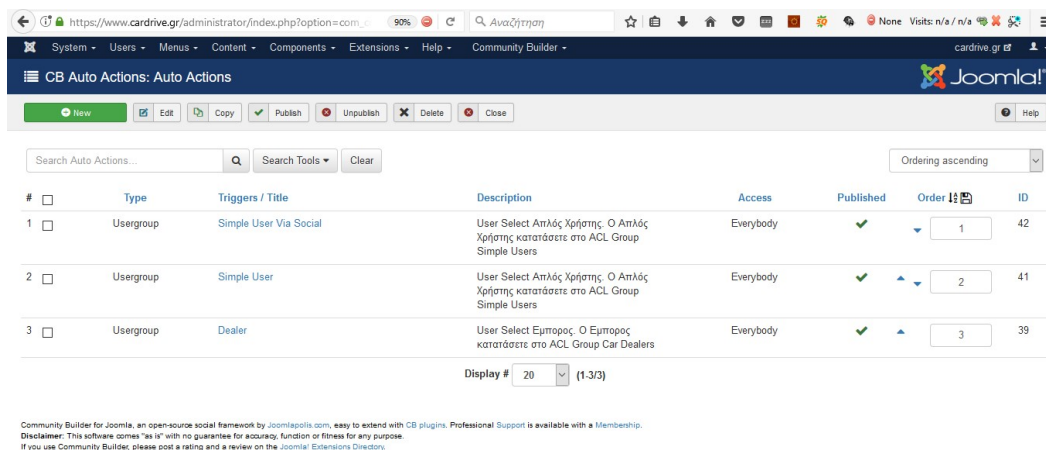 https://www.cardrive.gr/administrator/index.php?option=com_c
90%
Αναζήτηση
None Visits: n/a / n/a
System Users Menus Content Components Extensions Help Community Builder
cardrive.gr
CB Auto Actions: Auto Actions
Joomla!
New Edit Copy Publish Unpublish Delete Close Help
Search Auto Actions... Search Tools Clear
Ordering ascending
# Type Triggers / Title Description Access Published Order ID
1 Usergroup Simple User Via Social User Select Απλός Χρήστης. Ο Απλός Everybody 1 42
Χρήστης κατατάσετε στο ACL Group
Simple Users
2 Usergroup Simple User User Select Απλός Χρήστης. Ο Απλός Everybody 2 41
Χρήστης κατατάσετε στο ACL Group
Simple Users
3 Usergroup Dealer User Select Εμπορος. Ο Εμπορος Everybody 3 39
κατατάσετε στο ACL Group Car Dealers
Display # 20 (1-3/3)
Community Builder for Joomla, an open-source social framework by Joomlapolis.com, easy to extend with CB plugins. Professional Support is available with a Membership.
Disclaimer: This software comes "as is" with no guarantee for accuracy, function or fitness for any purpose.
If you use Community Builder, please post a rating and a review on the Joomla! Extensions Directory.